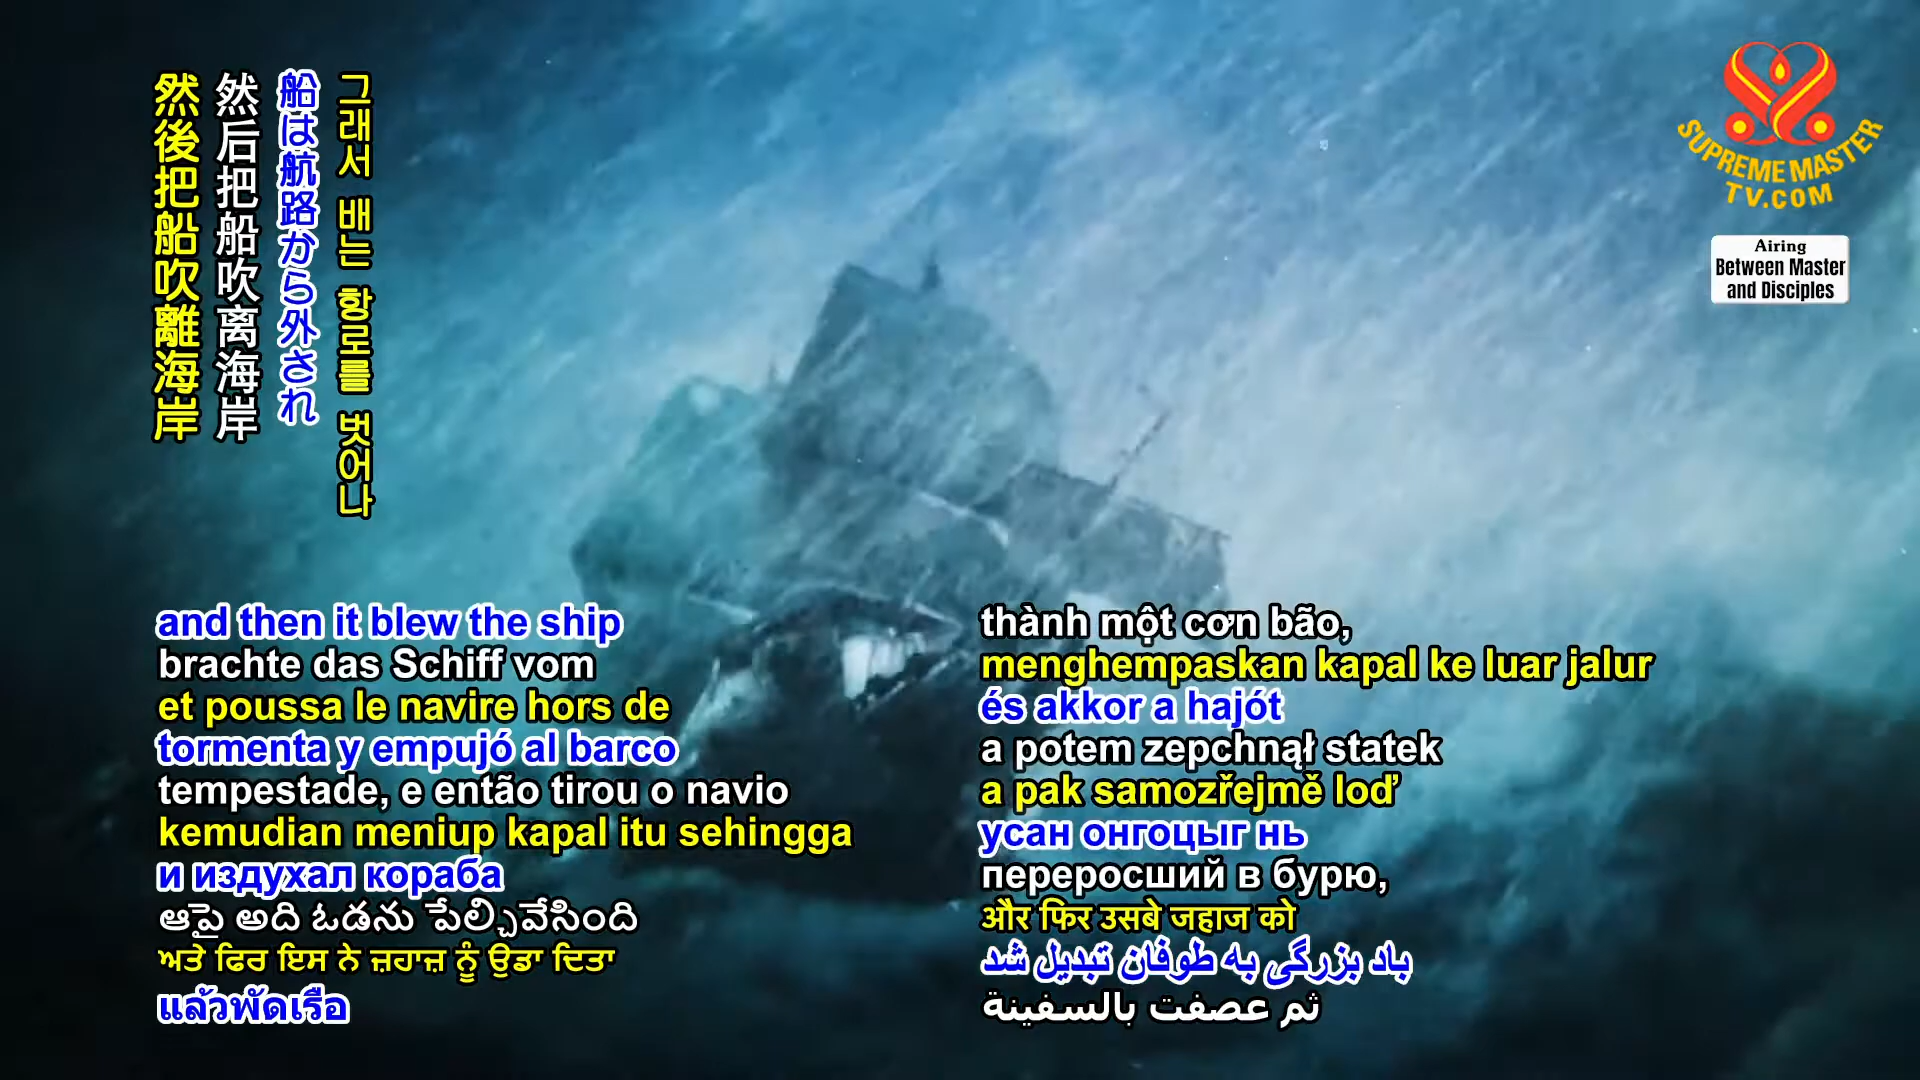 然後把船吹離海岸
然后把船吹离海岸
船は航路から外され
그래서 배는 항로를 벗어나
SUPREME MASTER
TV.COM
Airing
Between Master
and Disciples
and then it blew the ship
brachte das Schiff vom
et poussa le navire hors de
tormenta y empujó al barco
tempestade, e então tirou o navio
kemudian meniup kapal itu sehingga
и издухал кораба
ఆపై అది ఓడను పేల్చివేసింది
ਅਤੇ ਫਿਰ ਇਸ ਨੇ ਜ਼ਹਾਜ਼ ਨੂੰ ਉਡਾ ਦਿਤਾ
แล้วพัดเรือ
thành một cơn bão,
menghempaskan kapal ke luar jalur
és akkor a hajót
a potem zepchnął statek
a pak samozřejmě loď
усан онгоцыг нь
переросший в бурю,
और फिर उसबे जहाज को
باد بزرگی به طوفان تبدیل شد
ثم عصفت بالسفينة